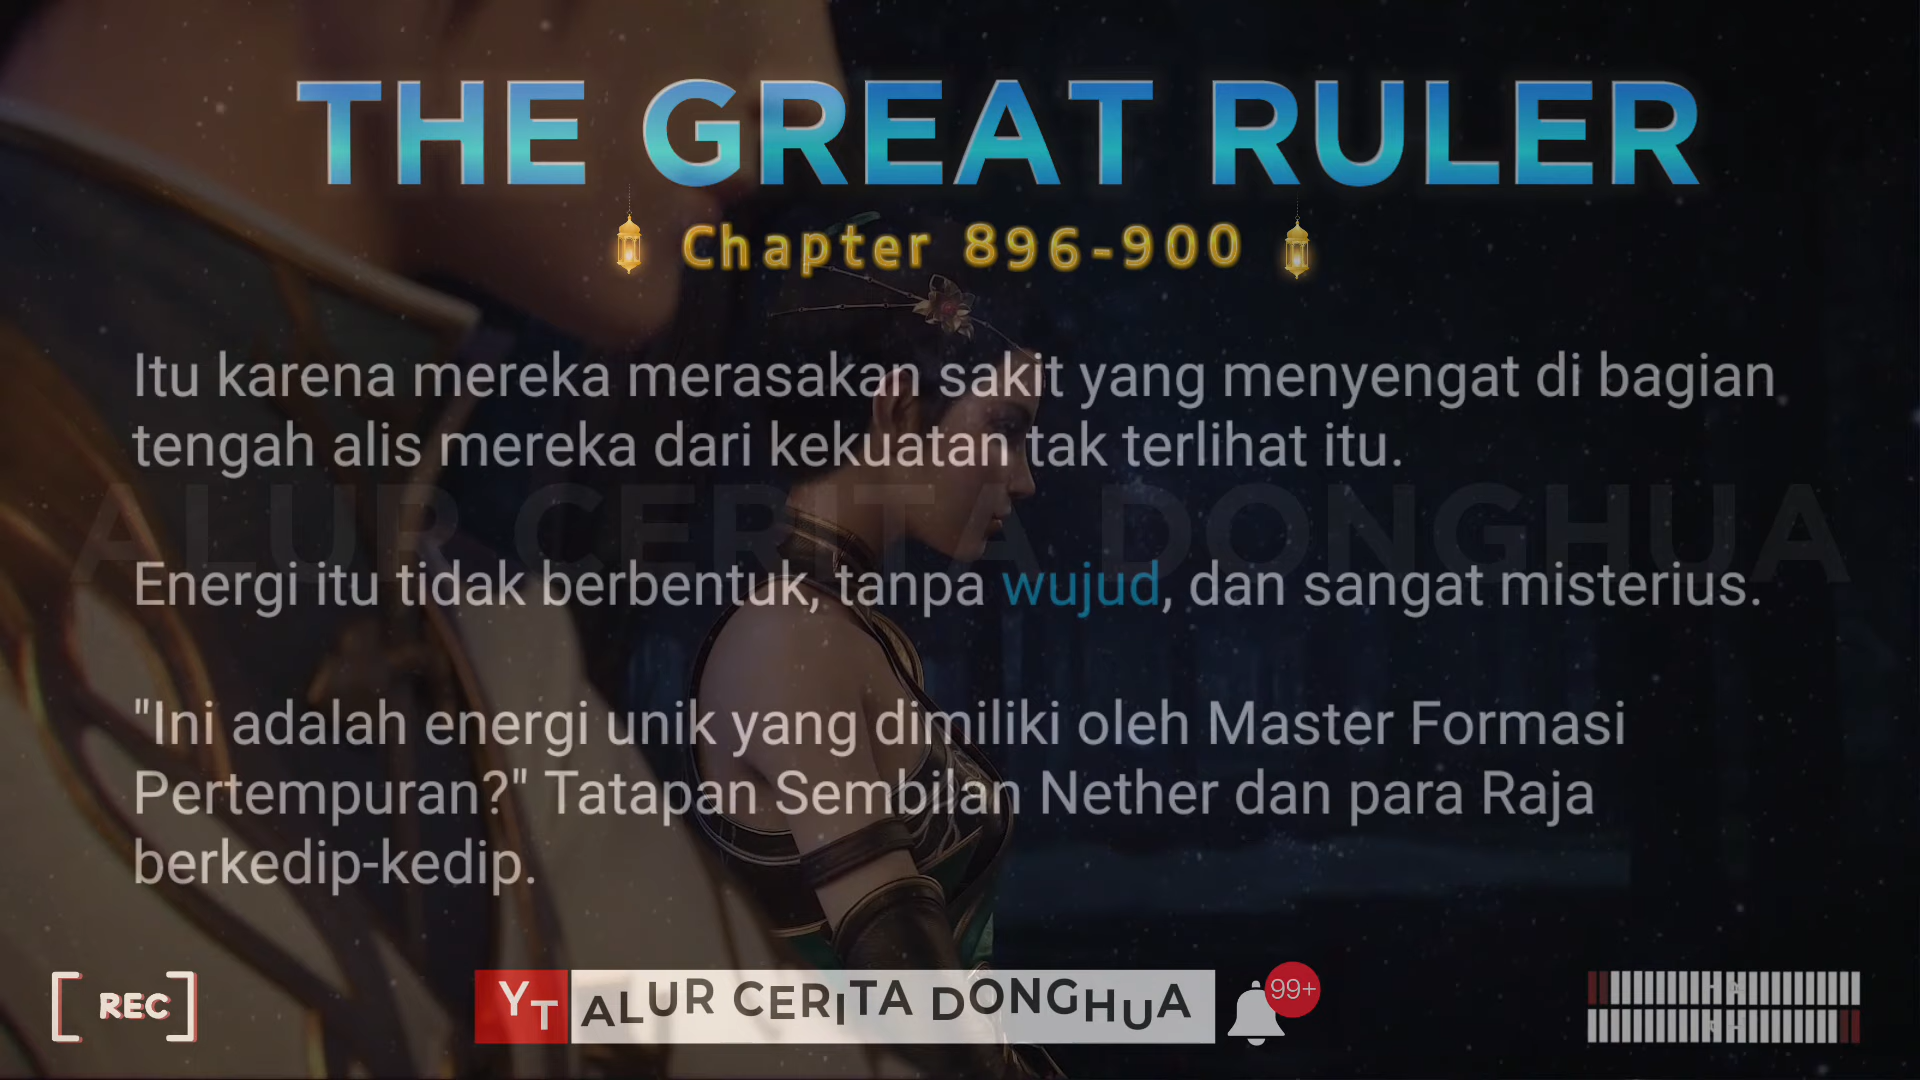 THE GREAT RULER
Chapter 896-900
Itu karena mereka merasakan sakit yang menyengat di bagian
tengah alis mereka dari kekuatan tak terlihat itu.
ALUR CERITA DONGHUA
Energi itu tidak berbentuk, tanpa wujud, dan sangat misterius.
"Ini adalah energi unik yang dimiliki oleh Master Formasi
Pertempuran?" Tatapan Sembilan Nether dan para Raja
berkedip-kedip.
REC
YT ALUR CERITA DONGHUA
99+